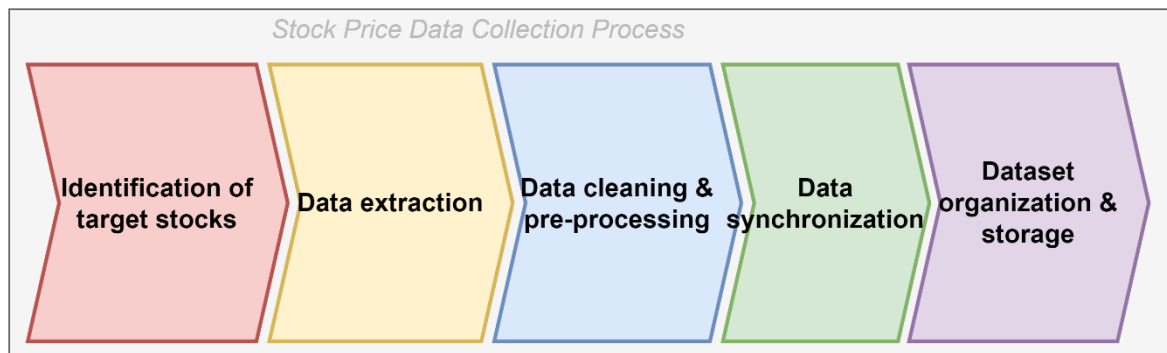 Stock Price Data Collection Process
Identification of
target stocks
Data extraction
Data cleaning &
pre-processing
Data
synchronization
Dataset
organization &
storage